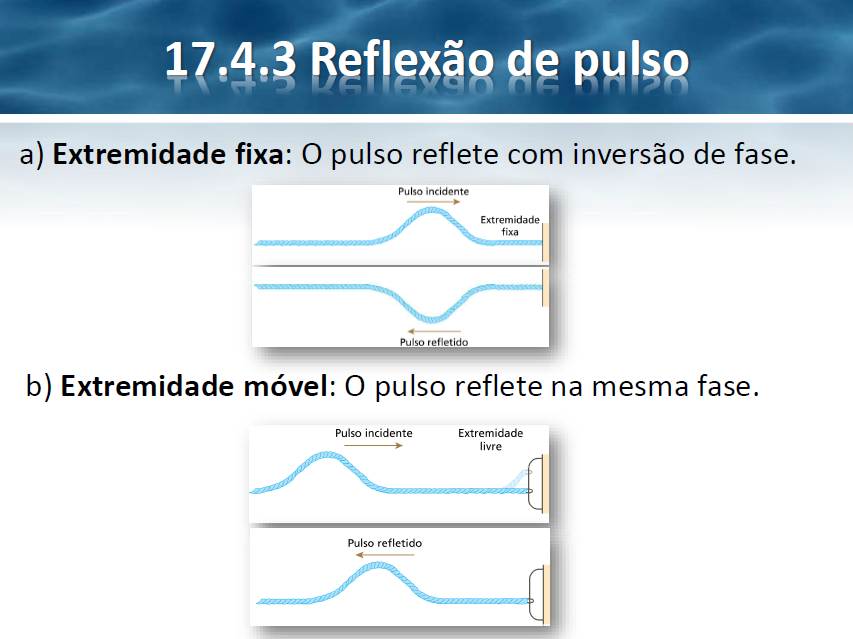 17.4.3 Reflexão de pulso
a) Extremidade fixa: O pulso reflete com inversão de fase.
Pulso incidente
Extremidade
fixa
Pulso refletido
b) Extremidade móvel: O pulso reflete na mesma fase.
Pulso incidente
Extremidade
livre
Pulso refletido